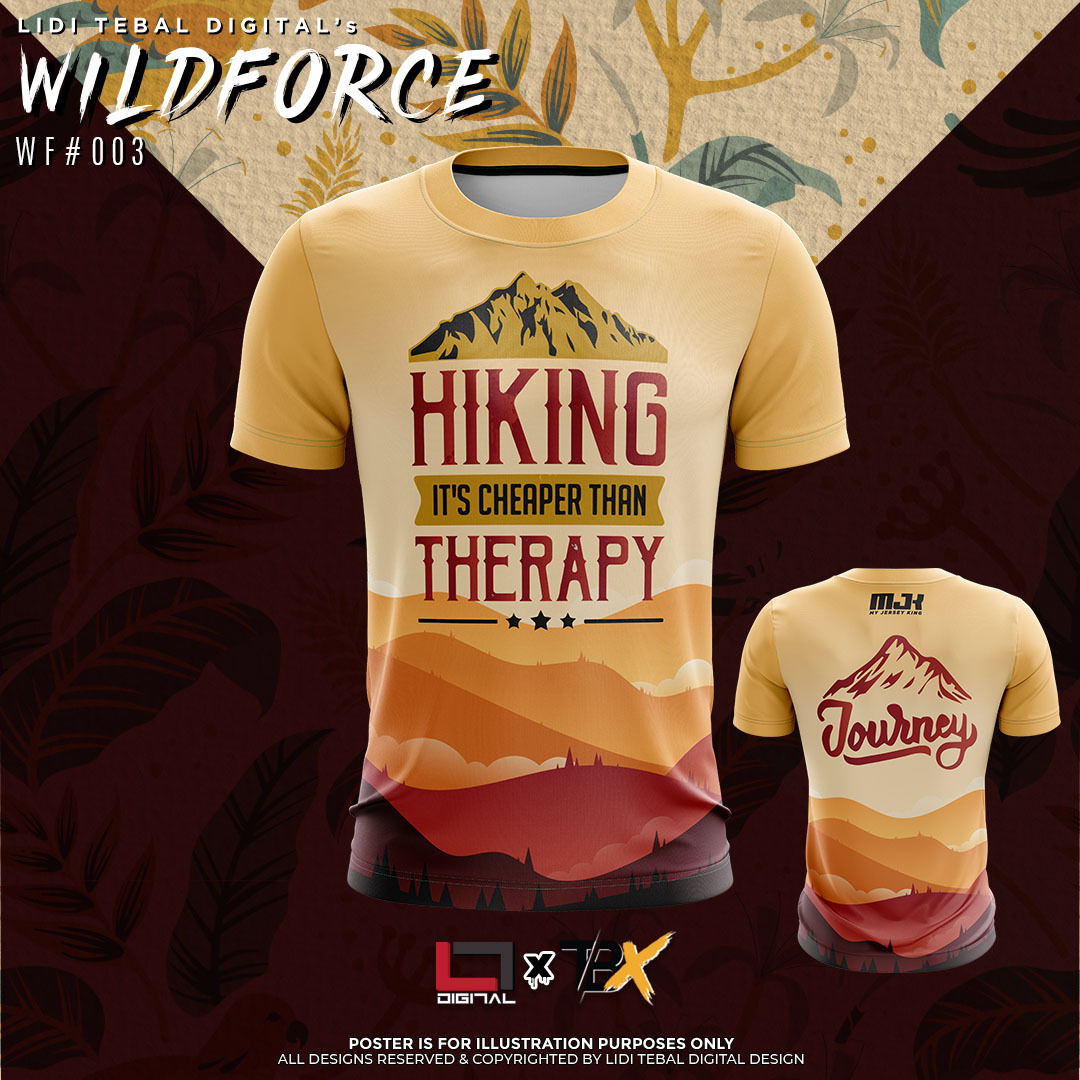 LIDI TEBAL DIGITAL's
WILDFORCE
WF#003
HIKING
IT'S CHEAPER THAN
THERAPY
MJK
MY JERSEY KING
Journey
DIGITAL
X
TBX
POSTER IS FOR ILLUSTRATION PURPOSES ONLY
ALL DESIGNS RESERVED & COPYRIGHTED BY LIDI TEBAL DIGITAL DESIGN